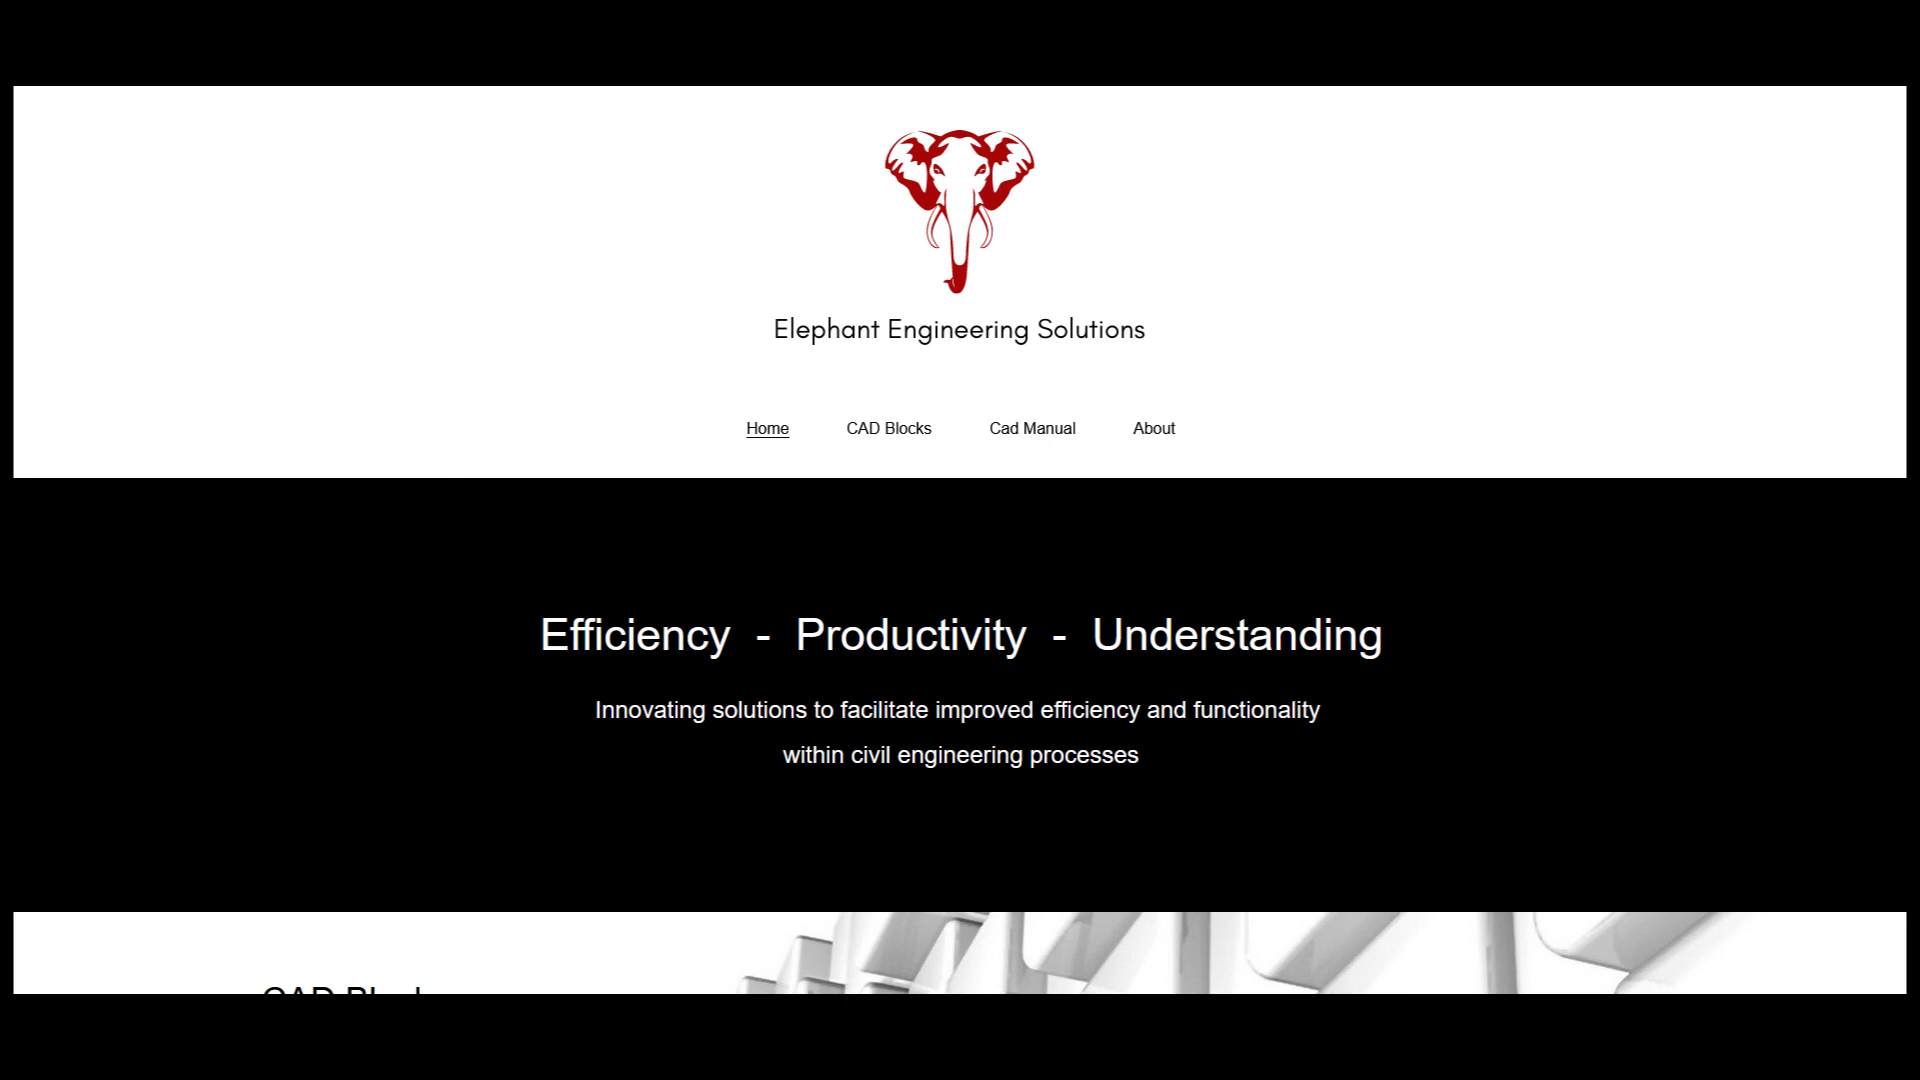 Elephant Engineering Solutions
Home CAD Blocks Cad Manual About
Efficiency - Productivity - Understanding
Innovating solutions to facilitate improved efficiency and functionality
within civil engineering processes
CAD